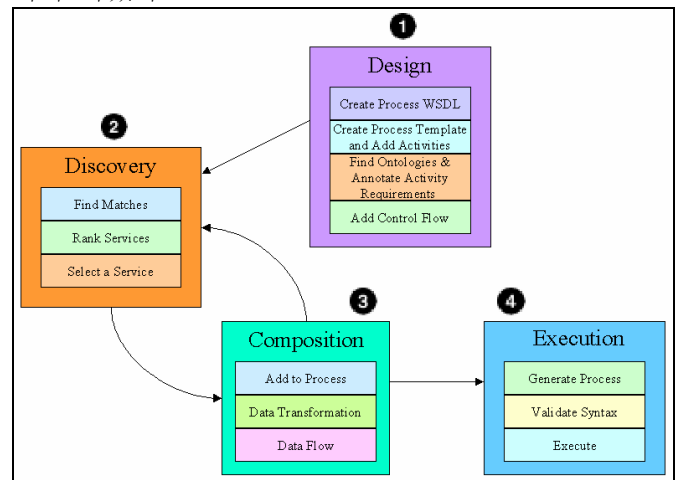 1
Design
Create Process WSDL
Create Process Template
and Add Activities
Find Ontologies &
Annotate Activity
Requirements
Add Control Flow
2
Discovery
Find Matches
Rank Services
Select a Service
3
Composition
Add to Process
Data Transformation
Data Flow
4
Execution
Generate Process
Validate Syntax
Execute